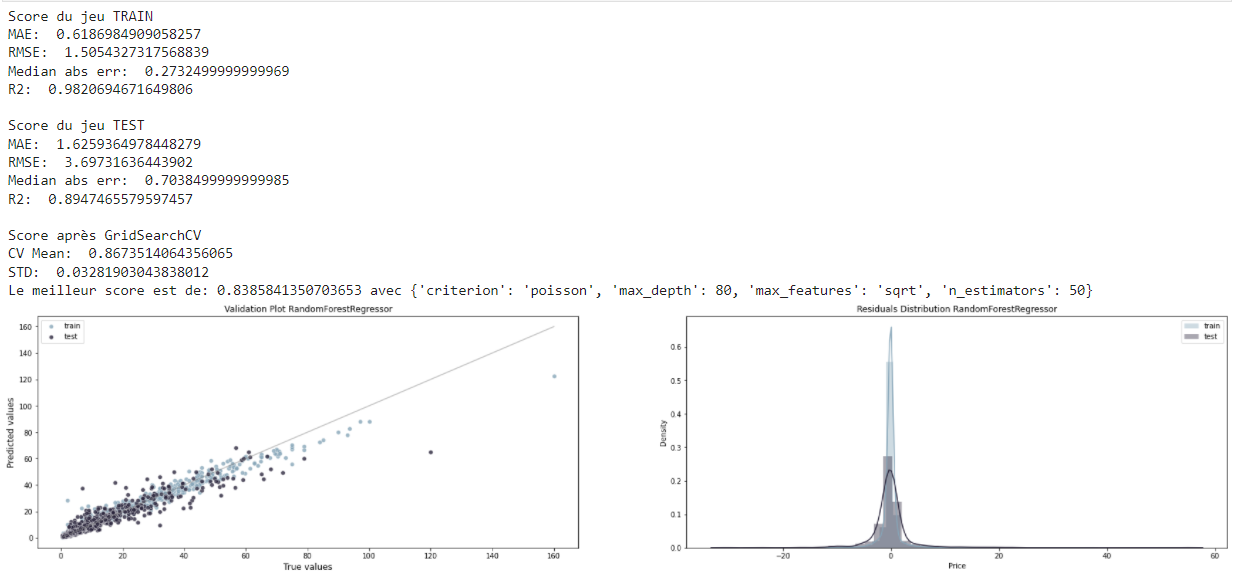 Score du jeu TRAIN
MAE:  0.6186984909058257
RMSE:  1.5054327317568839
Median abs err:  0.2732499999999969
R2:  0.9820694671649806
Score du jeu TEST
MAE:  1.6259364978448279
RMSE:  3.69731636443902
Median abs err:  0.7038499999999985
R2:  0.8947465579597457
Score après GridSearchCV
CV Mean:  0.8673514064356065
STD:  0.03281903043838012
Le meilleur score est de: 0.8385841350703653 avec {'criterion': 'poisson', 'max_depth': 80, 'max_features': 'sqrt', 'n_estimators': 50}
Validation Plot RandomForestRegressor
train
test
160
140
120
100
80
60
40
20
0
Predicted values
0 20 40 60 80 100 120 140 160
True values
Residuals Distribution RandomForestRegressor
train
test
0.6
0.5
0.4
0.3
0.2
0.1
0.0
Density
−20 0 20 40 60
Price